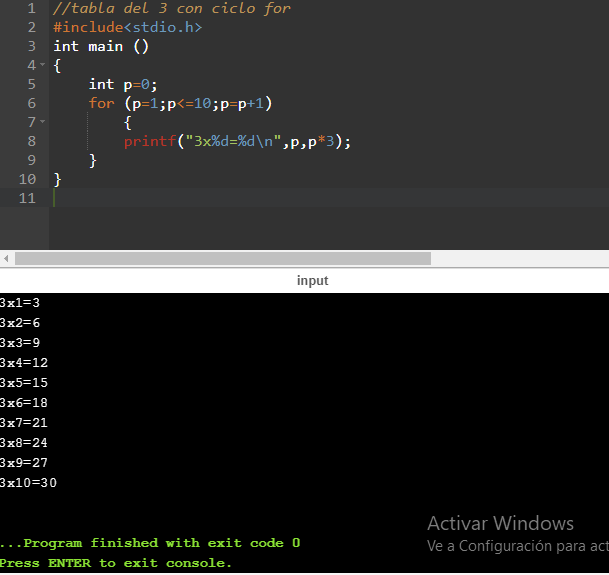 1 //tabla del 3 con ciclo for
2 #include<stdio.h>
3 int main ()
4 {
5 int p=0;
6 for (p=1;p<=10;p=p+1)
7 {
8 printf("3x%d=%d\n",p,p*3);
9 }
10 }
11
input
3x1=3
3x2=6
3x3=9
3x4=12
3x5=15
3x6=18
3x7=21
3x8=24
3x9=27
3x10=30
...Program finished with exit code 0
Press ENTER to exit console.
Activar Windows
Ve a Configuración para act